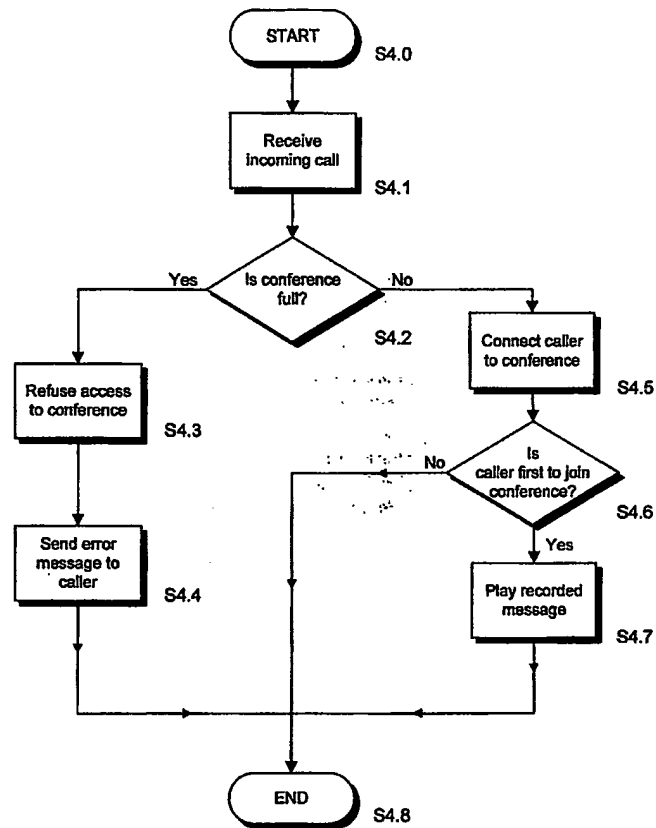 START
S4.0
Receive
incoming call
S4.1
Yes
Is conference
full?
No
S4.2
Connect caller
to conference
S4.5
Refuse access
to conference
S4.3
No
Is
caller first to join
conference?
S4.6
Yes
Send error
message to
caller
S4.4
Play recorded
message
S4.7
END
S4.8